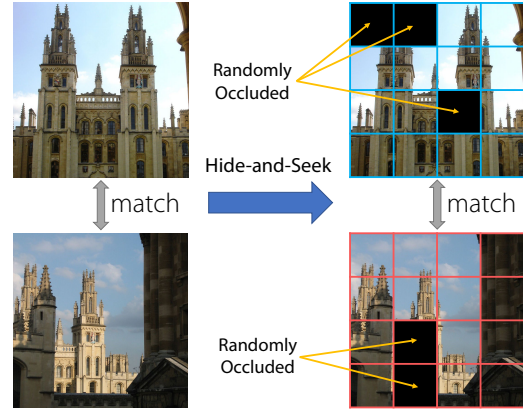 Randomly
Occluded
Hide-and-Seek
match
match
Randomly
Occluded